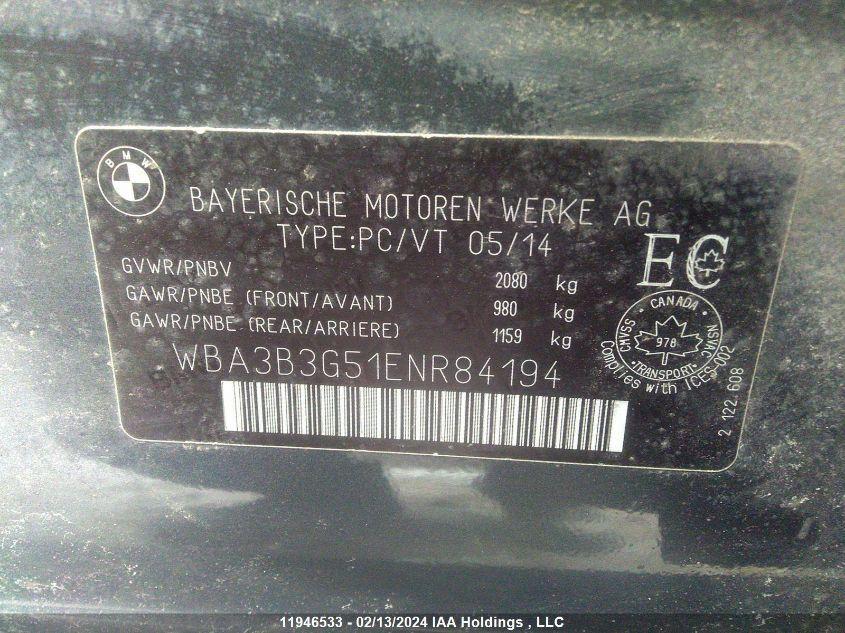 BMW
BAYERISCHE MOTOREN WERKE AG
TYPE:PC/VT 05/14
GVWR/PNBV 2080 kg
GAWR/PNBE (FRONT/AVANT) 980 kg
GAWR/PNBE (REAR/ARRIERE) 1159 kg
WBA3B3G51ENR84194
EC
CANADA
SVMAC NSVAC
978
TRANSPORT
Complies with ICES-002
2 122.608
11946533 - 02/13/2024 IAA Holdings , LLC